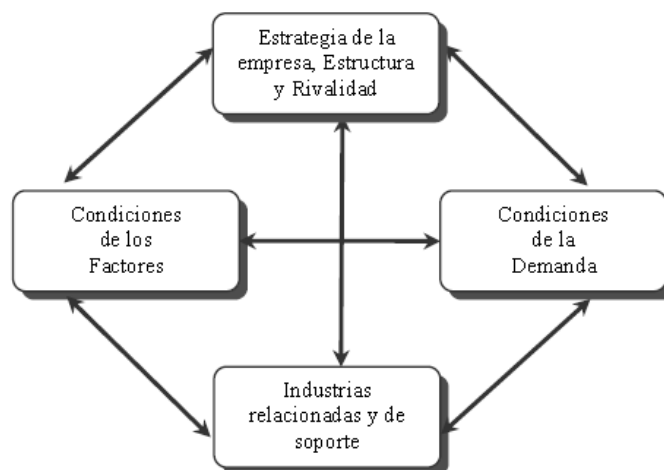 Estrategia de la
empresa, Estructura
y Rivalidad
Condiciones
de los
Factores
Condiciones
de la
Demanda
Industrias
relacionadas y de
soporte